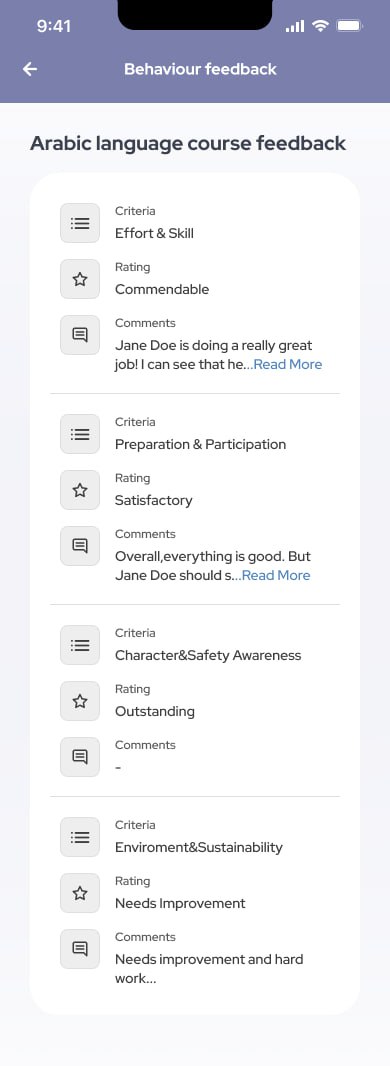 9:41
Behaviour feedback
Arabic language course feedback
Criteria
Effort & Skill
Rating
Commendable
Comments
Jane Doe is doing a really great
job! I can see that he...Read More
Criteria
Preparation & Participation
Rating
Satisfactory
Comments
Overall,everything is good. But
Jane Doe should s...Read More
Criteria
Character&Safety Awareness
Rating
Outstanding
Comments
-
Criteria
Enviroment&Sustainability
Rating
Needs Improvement
Comments
Needs improvement and hard
work...